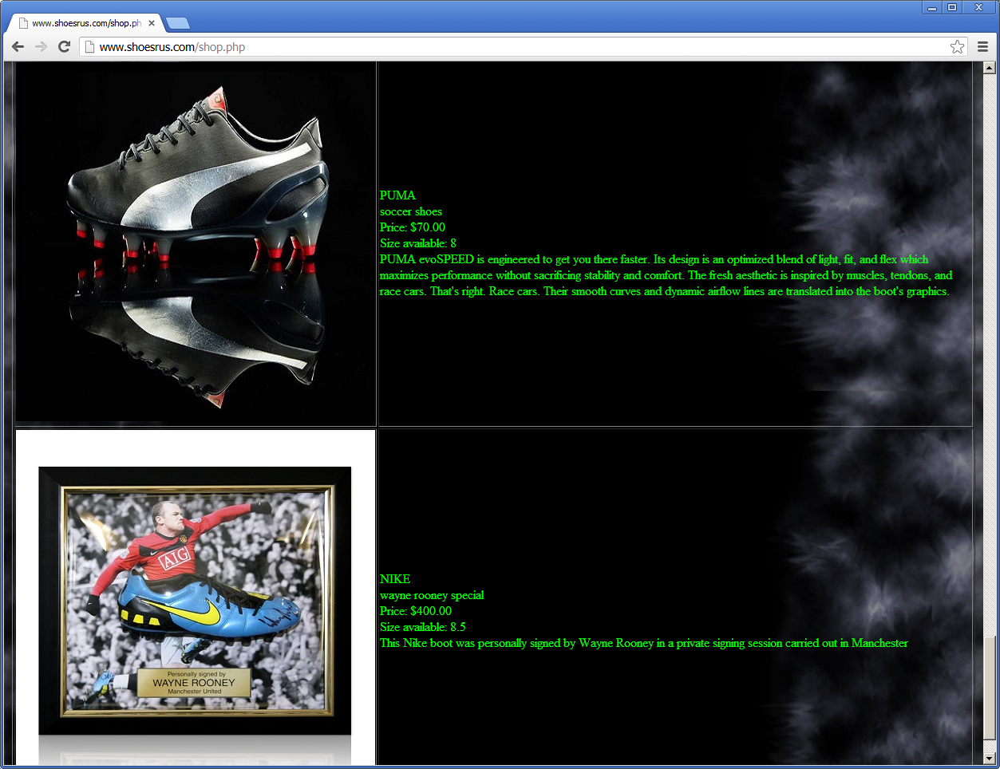 www.shoesrus.com/shop.ph
www.shoesrus.com/shop.php
PUMA
soccer shoes
Price: $70.00
Size available: 8
PUMA evoSPEED is engineered to get you there faster. Its design is an optimized blend of light, fit, and flex which
maximizes performance without sacrificing stability and comfort. The fresh aesthetic is inspired by muscles, tendons, and
race cars. That's right. Race cars. Their smooth curves and dynamic airflow lines are translated into the boot's graphics.
AIG
Personally signed by
WAYNE ROONEY
Manchester United
NIKE
wayne rooney special
Price: $400.00
Size available: 8.5
This Nike boot was personally signed by Wayne Rooney in a private signing session carried out in Manchester